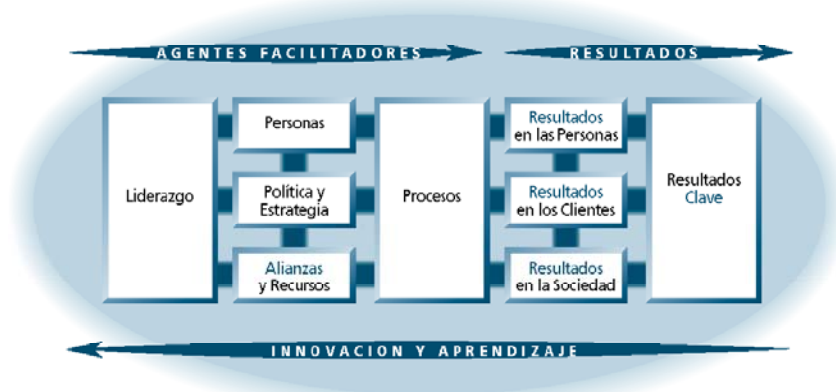 AGENTES FACILITADORES
RESULTADOS
Liderazgo
Personas
Política y
Estrategia
Alianzas
y Recursos
Procesos
Resultados
en las Personas
Resultados
en los Clientes
Resultados
en la Sociedad
Resultados
Clave
INNOVACION Y APRENDIZAJE